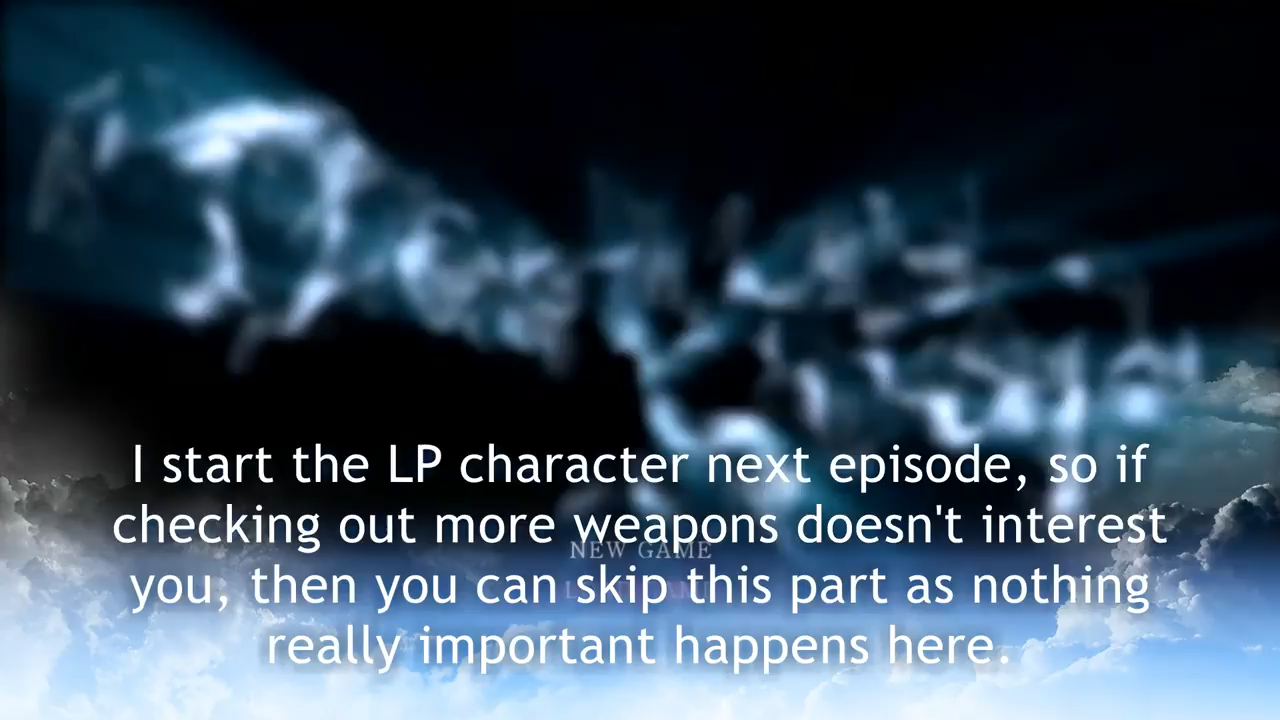 I start the LP character next episode, so if
checking out more weapons doesn't interest
NEW GAME
you, then you can skip this part as nothing
really important happens here.